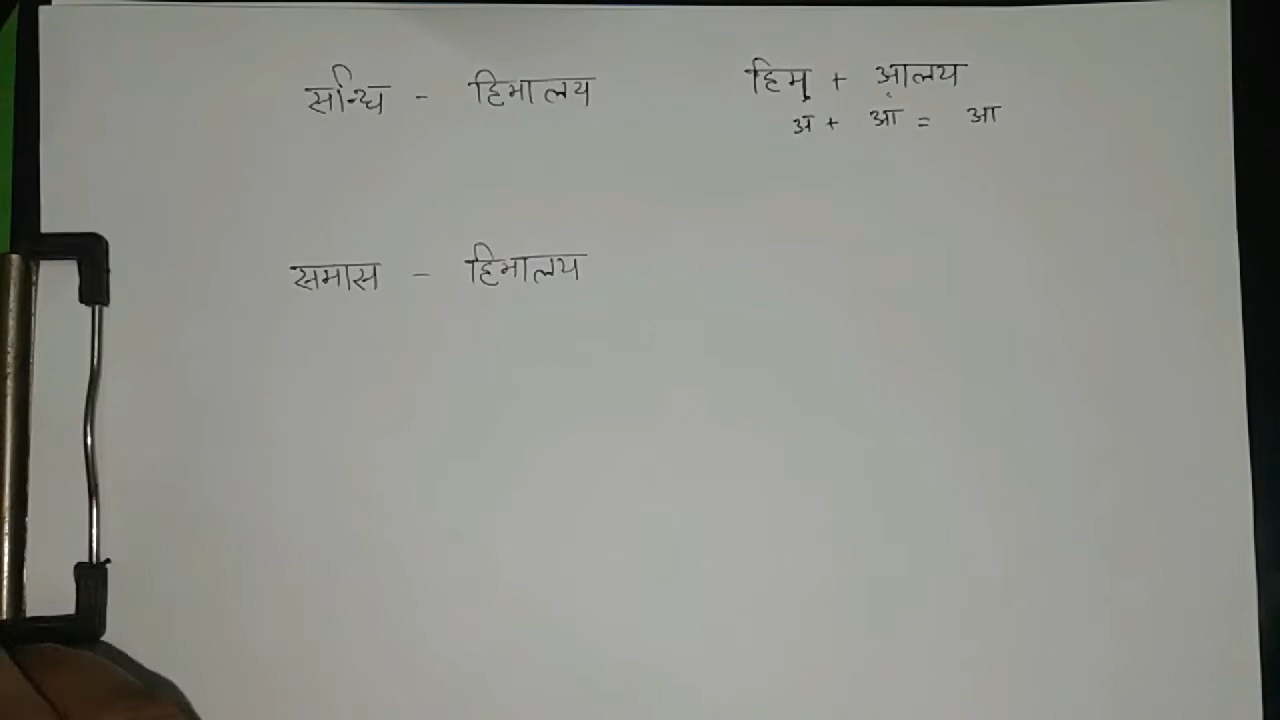 सन्धि - हिमालय हिम + आलय
अ + आ = आ
समास - हिमालय